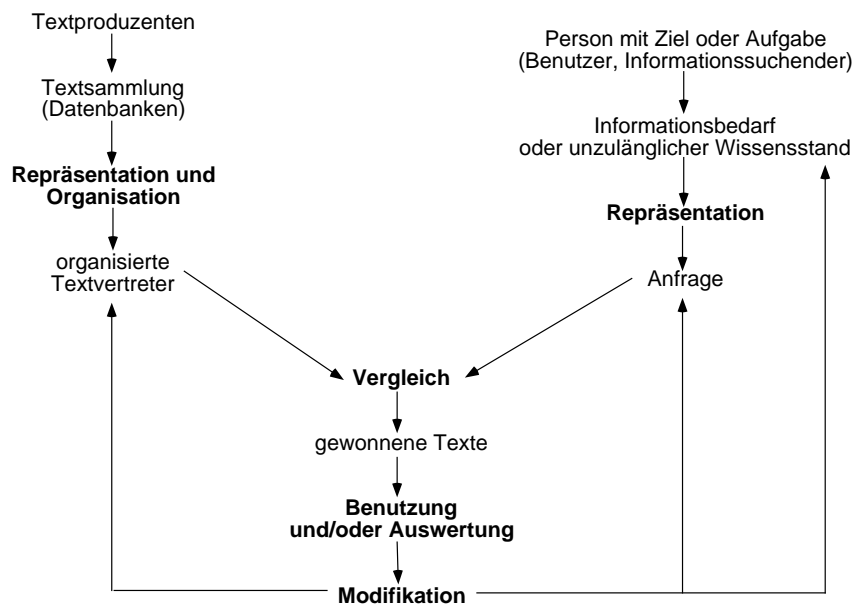 Textproduzenten
Textsammlung
(Datenbanken)
Repräsentation und
Organisation
organisierte
Textvertreter
Person mit Ziel oder Aufgabe
(Benutzer, Informationssuchender)
Informationsbedarf
oder unzulänglicher Wissensstand
Repräsentation
Anfrage
Vergleich
gewonnene Texte
Benutzung
und/oder Auswertung
Modifikation